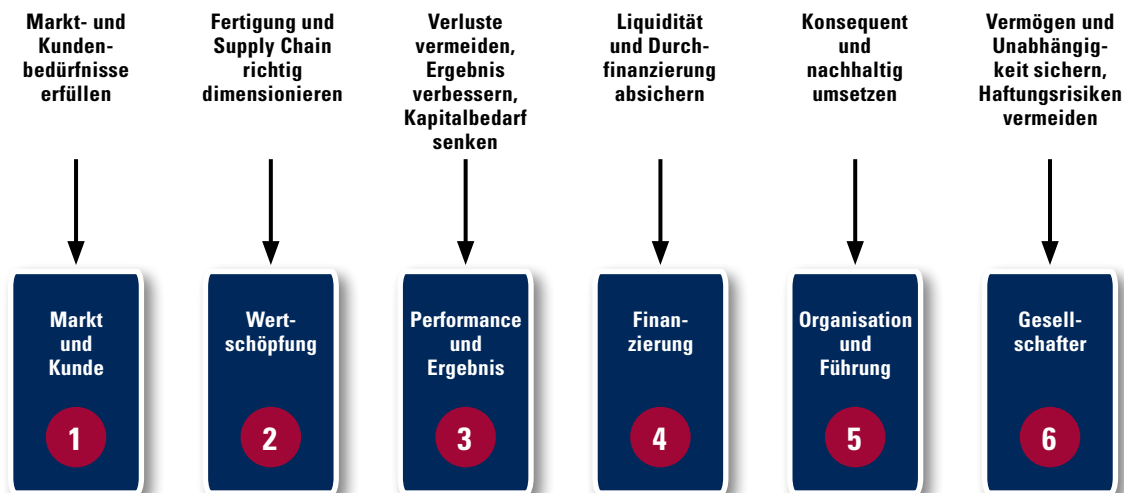 Markt- und
Kunden-
bedürfnisse
erfüllen
Fertigung und
Supply Chain
richtig
dimensionieren
Verluste
vermeiden,
Ergebnis
verbessern,
Kapitalbedarf
senken
Liquidität
und Durch-
finanzierung
absichern
Konsequent
und
nachhaltig
umsetzen
Vermögen und
Unabhängig-
keit sichern,
Haftungsrisiken
vermeiden
Markt
und
Kunde
1
Wert-
schöpfung
2
Performance
und
Ergebnis
3
Finan-
zierung
4
Organisation
und
Führung
5
Gesell-
schafter
6